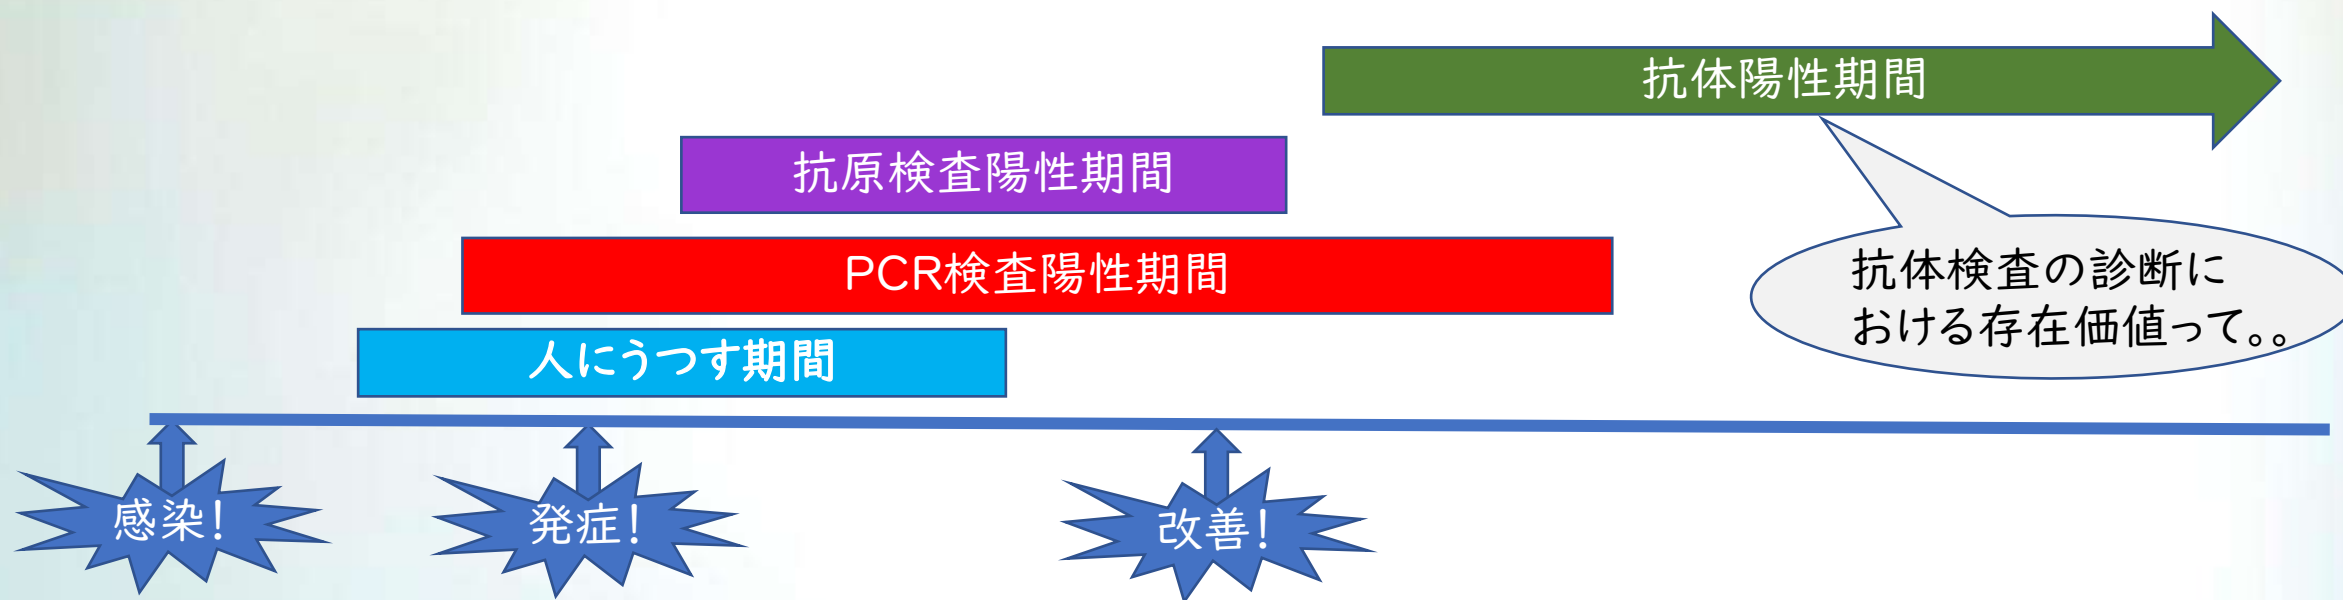 抗体陽性期間
抗原検査陽性期間
PCR検査陽性期間
抗体検査の診断に
おける存在価値って。。
人にうつす期間
感染!
発症!
改善!